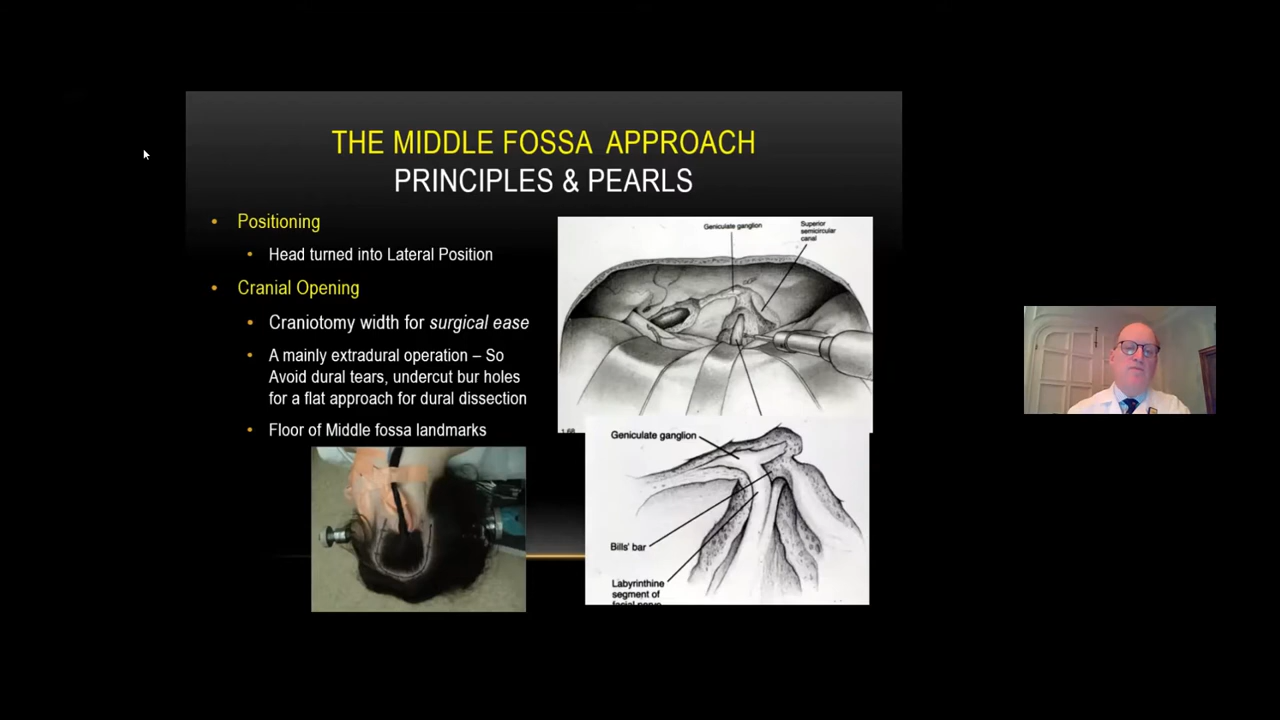 THE MIDDLE FOSSA APPROACH
PRINCIPLES & PEARLS
• Positioning
• Head turned into Lateral Position
• Cranial Opening
• Craniotomy width for surgical ease
• A mainly extradural operation – So
Avoid dural tears, undercut bur holes
for a flat approach for dural dissection
• Floor of Middle fossa landmarks
Geniculate ganglion
Superior
semicircular
canal
Geniculate ganglion
Bills' bar
Labyrinthine
segment of
facial nerve